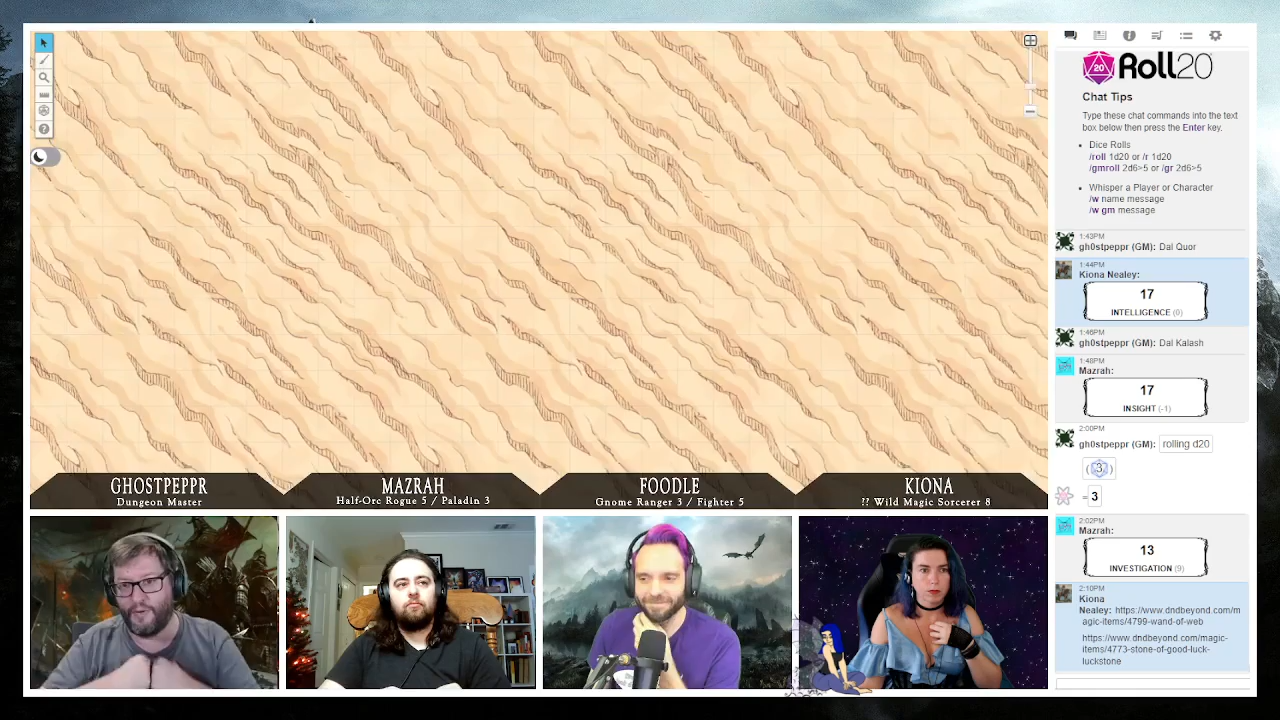 20
Roll20
Chat Tips
Type these chat commands into the text
box below then press the Enter key.
Dice Rolls
/roll 1d20 or /r 1d20
/gmroll 2d6>5 or /gr 2d6>5
Whisper a Player or Character
/w name message
/w gm message
1:43PM
gh0stpeppr (GM): Dal Quor
1:44PM
Kiona Nealey:
17
INTELLIGENCE (0)
1:46PM
gh0stpeppr (GM): Dal Kalash
1:48PM
Mazrah:
17
INSIGHT (-1)
2:00PM
gh0stpeppr (GM): rolling d20
(3)
= 3
2:02PM
Mazrah:
13
INVESTIGATION (9)
2:10PM
Kiona
Nealey: https://www.dndbeyond.com/m
agic-items/4799-wand-of-web
https://www.dndbeyond.com/magic-
items/4773-stone-of-good-luck-
luckstone
GHOSTPEPPR
Dungeon Master
MAZRAH
Half-Orc Rogue 5 / Paladin 3
FOODLE
Gnome Ranger 3 / Fighter 5
KIONA
?? Wild Magic Sorcerer 8